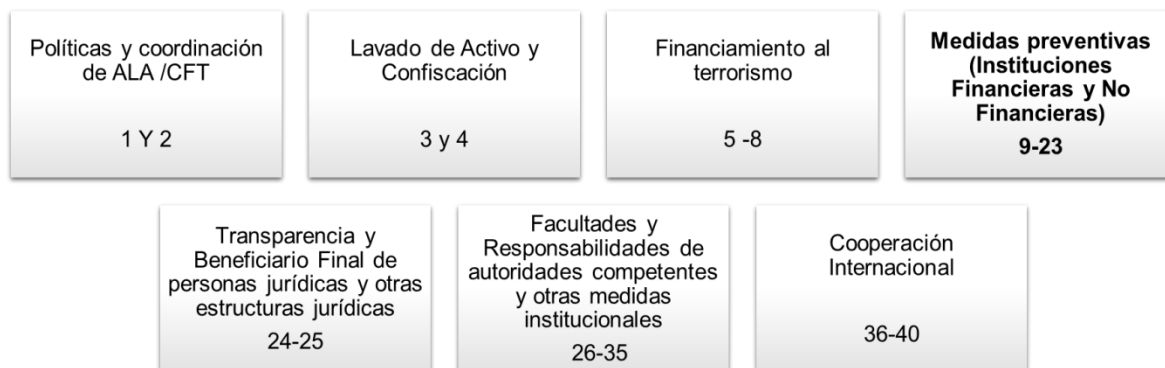 Políticas y coordinación
de ALA /CFT
1 Y 2
Lavado de Activo y
Confiscación
3 y 4
Financiamiento al
terrorismo
5 -8
Medidas preventivas
(Instituciones
Financieras y No
Financieras)
9-23
Transparencia y
Beneficiario Final de
personas jurídicas y otras
estructuras jurídicas
24-25
Facultades y
Responsabilidades de
autoridades competentes
y otras medidas
institucionales
26-35
Cooperación
Internacional
36-40